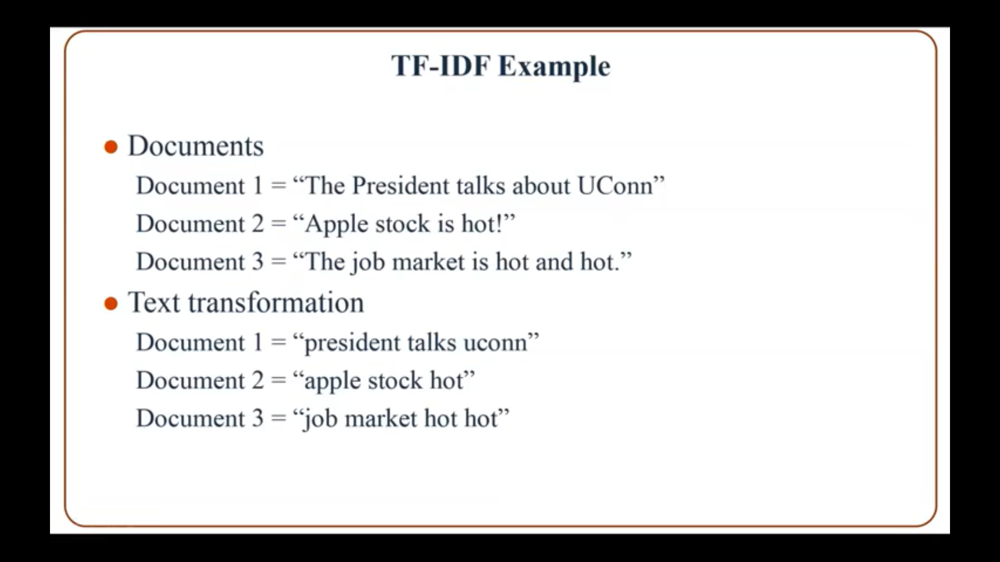 TF-IDF Example
● Documents
Document 1 = “The President talks about UConn”
Document 2 = “Apple stock is hot!”
Document 3 = “The job market is hot and hot.”
● Text transformation
Document 1 = “president talks uconn”
Document 2 = “apple stock hot”
Document 3 = “job market hot hot”